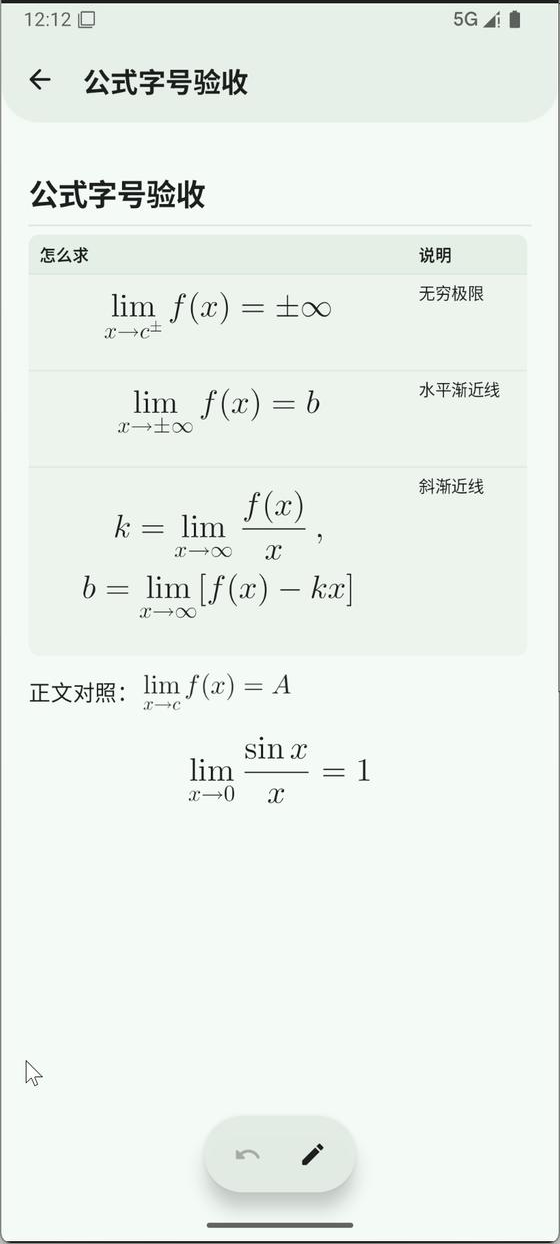 12:12 5G
公式字号验收
公式字号验收
怎么求 说明
lim_{x→c^±} f(x) = ±∞ 无穷极限
lim_{x→±∞} f(x) = b 水平渐近线
k = lim_{x→∞} f(x)/x , 斜渐近线
b = lim_{x→∞} [f(x) − kx]
正文对照： lim_{x→c} f(x) = A
lim_{x→0} sin x / x = 1